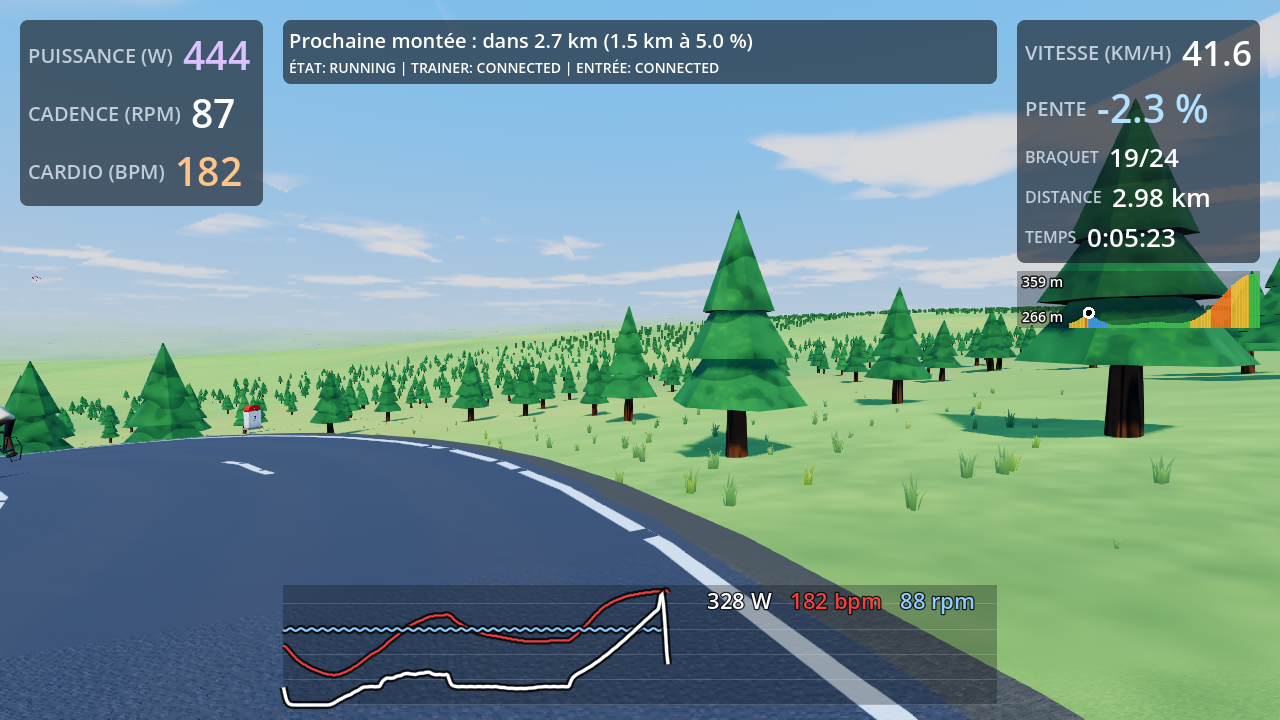 PUISSANCE (W) 444
CADENCE (RPM) 87
CARDIO (BPM) 182
Prochaine montée : dans 2.7 km (1.5 km à 5.0 %)
ÉTAT: RUNNING | TRAINER: CONNECTED | ENTRÉE: CONNECTED
VITESSE (KM/H) 41.6
PENTE -2.3 %
BRAQUET 19/24
DISTANCE 2.98 km
TEMPS 0:05:23
359 m
266 m
328 W 182 bpm 88 rpm